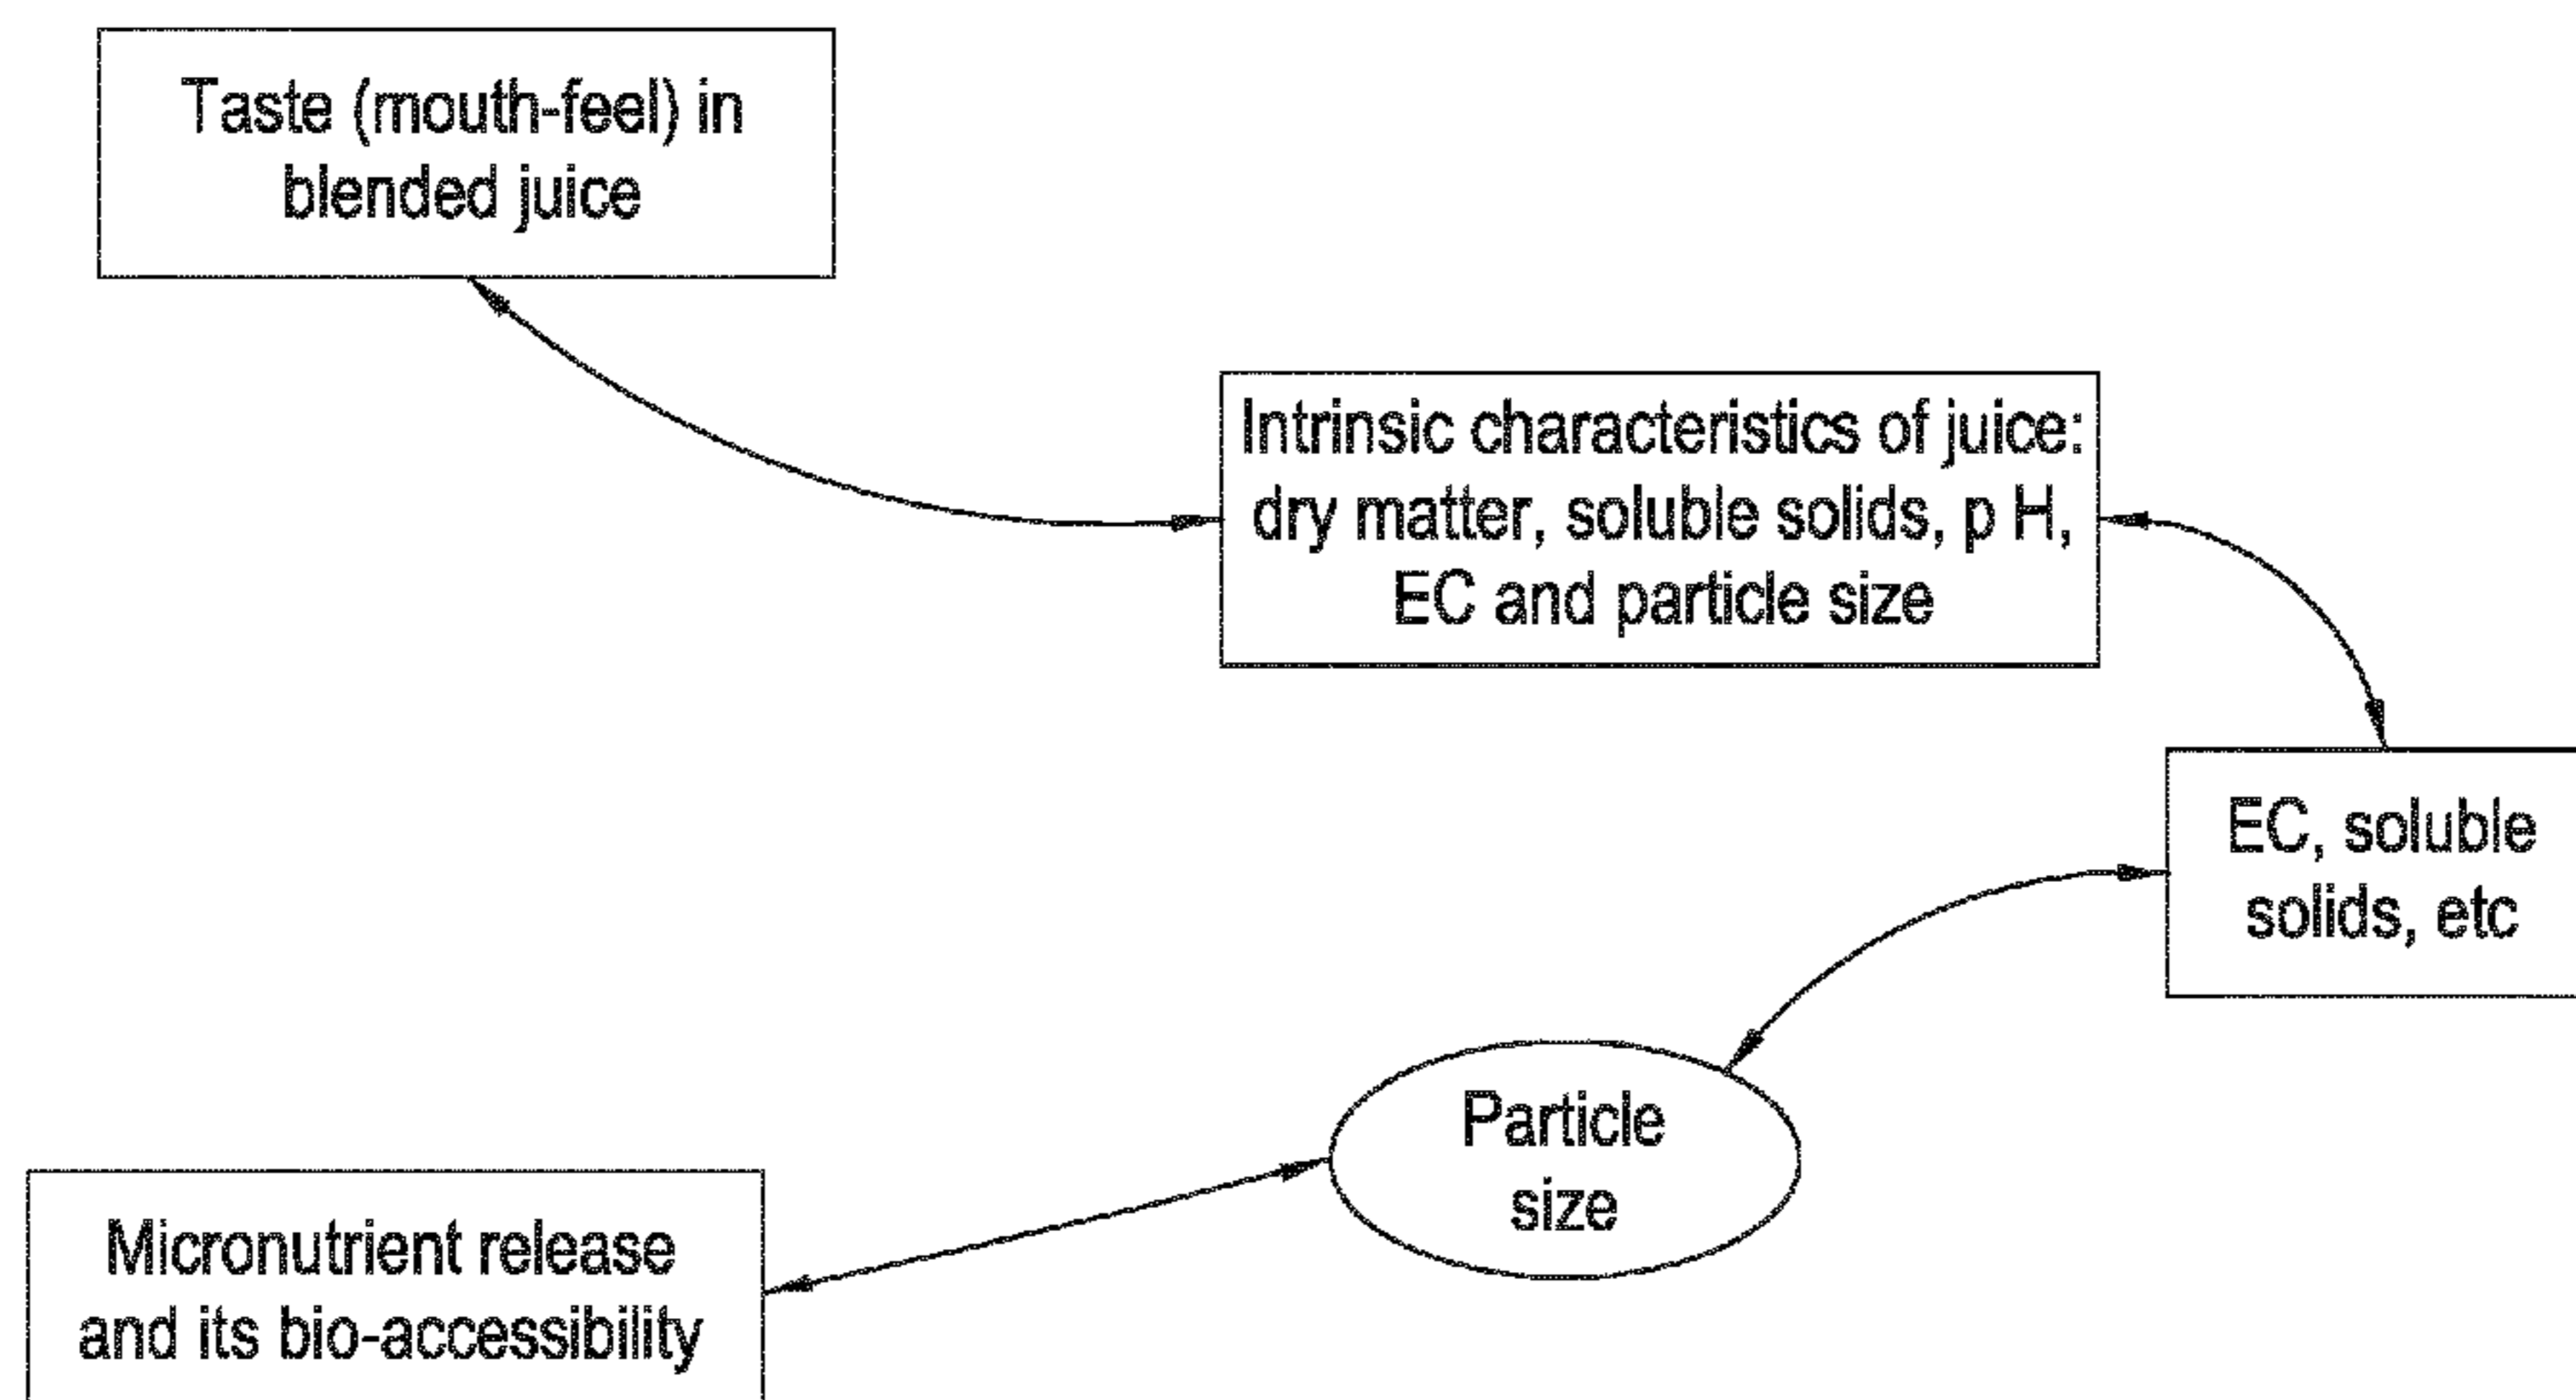 Taste (mouth-feel) in
blended juice
Intrinsic characteristics of juice:
dry matter, soluble solids, p H,
EC and particle size
EC, soluble
solids, etc
Particle
size
Micronutrient release
and its bio-accessibility